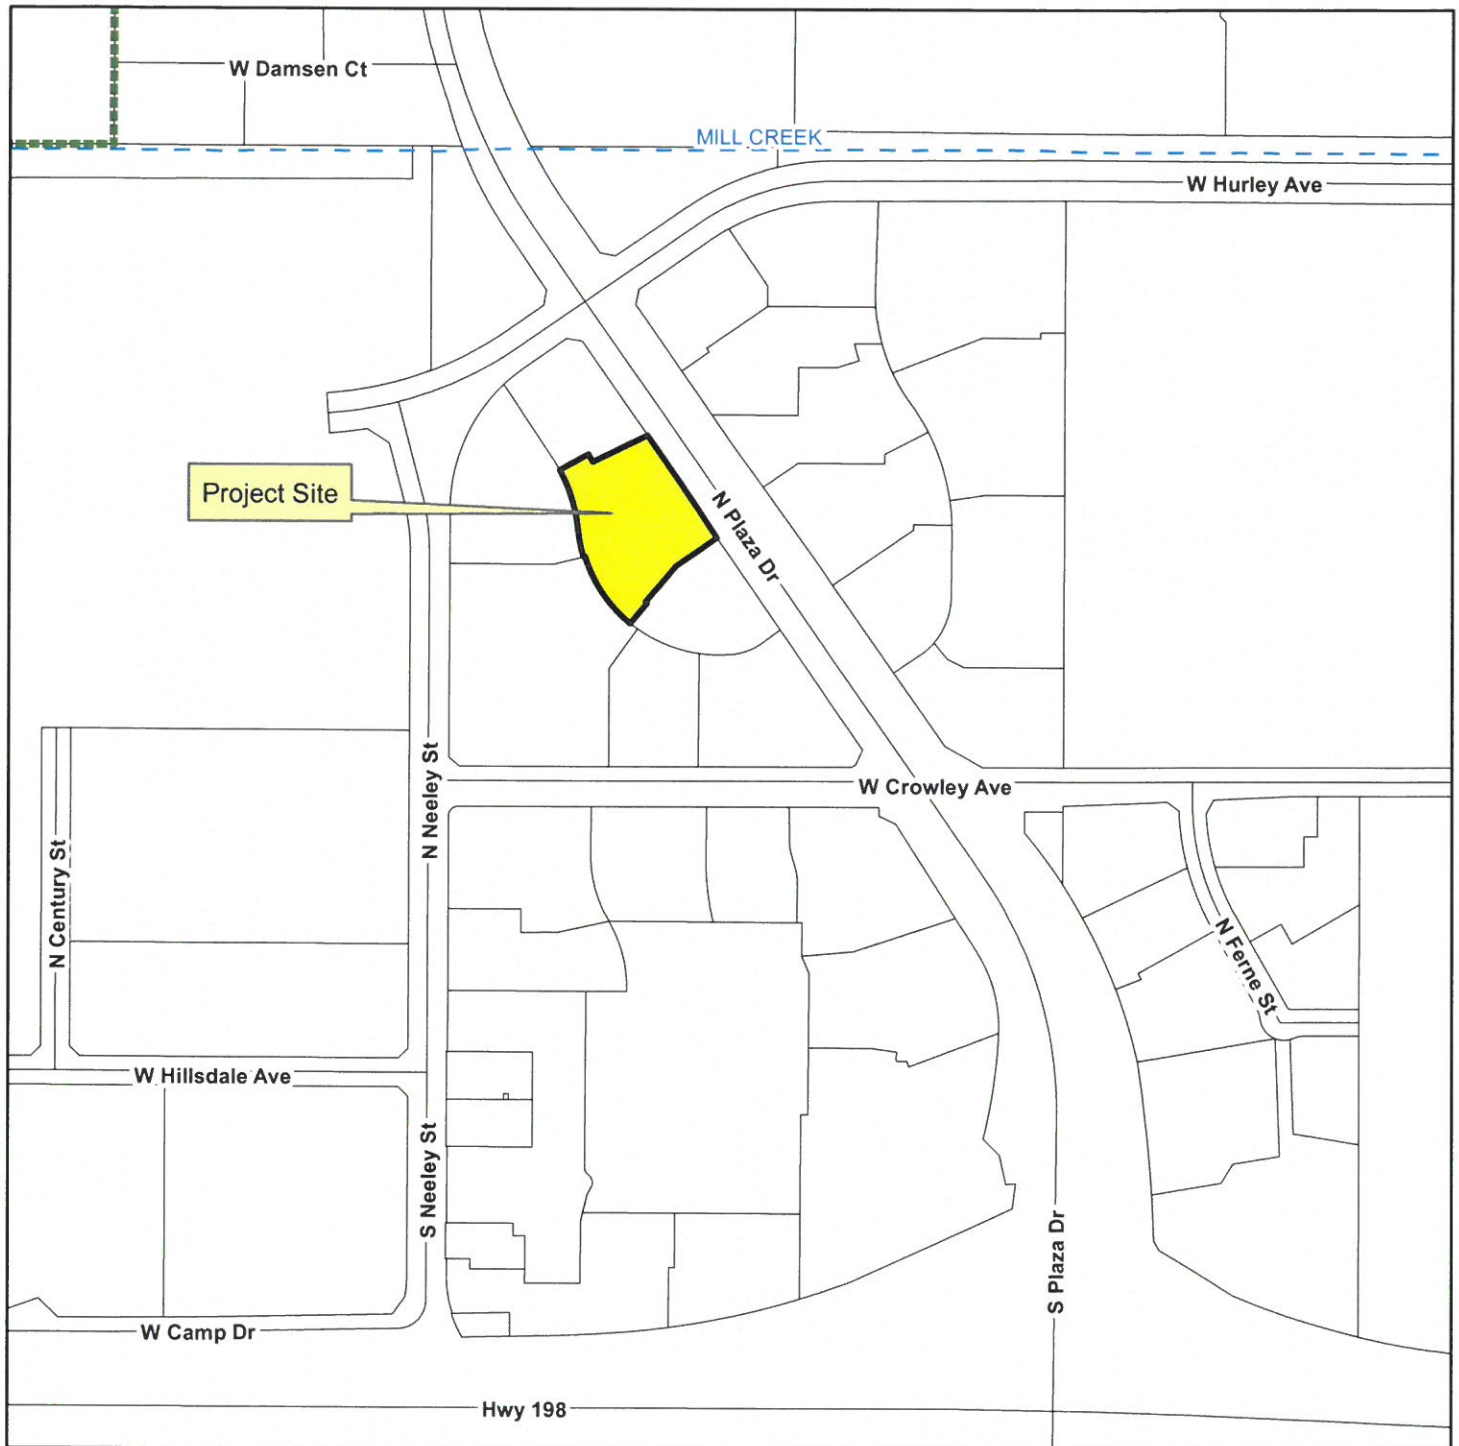 W Damsen Ct
MILL CREEK
W Hurley Ave
Project Site
N Plaza Dr
N Neeley St
W Crowley Ave
N Century St
N Ferne St
W Hillsdale Ave
S Neeley St
S Plaza Dr
W Camp Dr
Hwy 198